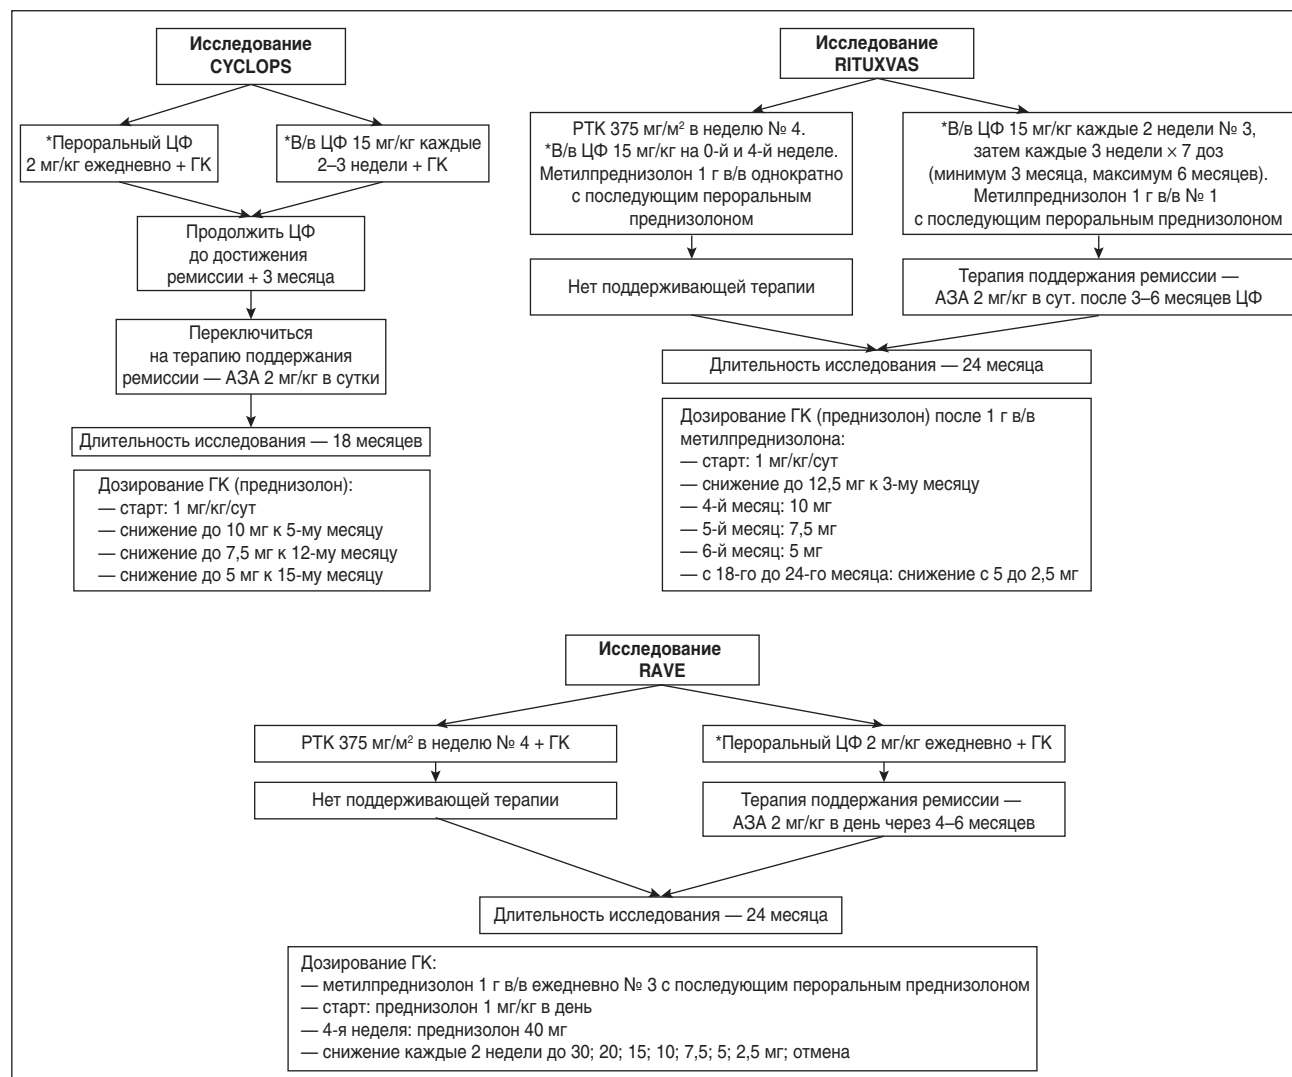 Исследование
CYCLOPS
*Пероральный ЦФ
2 мг/кг ежедневно + ГК
*В/в ЦФ 15 мг/кг каждые
2–3 недели + ГК
Продолжить ЦФ
до достижения
ремиссии + 3 месяца
Переключиться
на терапию поддержания
ремиссии — АЗА 2 мг/кг в сутки
Длительность исследования — 18 месяцев
Дозирование ГК (преднизолон):
— старт: 1 мг/кг/сут
— снижение до 10 мг к 5-му месяцу
— снижение до 7,5 мг к 12-му месяцу
— снижение до 5 мг к 15-му месяцу
Исследование
RITUXVAS
РТК 375 мг/м² в неделю № 4.
*В/в ЦФ 15 мг/кг на 0-й и 4-й неделе.
Метилпреднизолон 1 г в/в однократно
с последующим пероральным
преднизолоном
*В/в ЦФ 15 мг/кг каждые 2 недели № 3,
затем каждые 3 недели × 7 доз
(минимум 3 месяца, максимум 6 месяцев).
Метилпреднизолон 1 г в/в № 1
с последующим пероральным преднизолоном
Нет поддерживающей терапии
Терапия поддержания ремиссии —
АЗА 2 мг/кг в сут. после 3–6 месяцев ЦФ
Длительность исследования — 24 месяца
Дозирование ГК (преднизолон) после 1 г в/в
метилпреднизолона:
— старт: 1 мг/кг/сут
— снижение до 12,5 мг к 3-му месяцу
— 4-й месяц: 10 мг
— 5-й месяц: 7,5 мг
— 6-й месяц: 5 мг
— с 18-го до 24-го месяца: снижение с 5 до 2,5 мг
Исследование
RAVE
РТК 375 мг/м² в неделю № 4 + ГК
*Пероральный ЦФ 2 мг/кг ежедневно + ГК
Нет поддерживающей терапии
Терапия поддержания ремиссии —
АЗА 2 мг/кг в день через 4–6 месяцев
Длительность исследования — 24 месяца
Дозирование ГК:
— метилпреднизолон 1 г в/в ежедневно № 3 с последующим пероральным преднизолоном
— старт: преднизолон 1 мг/кг в день
— 4-я неделя: преднизолон 40 мг
— снижение каждые 2 недели до 30; 20; 15; 10; 7,5; 5; 2,5 мг; отмена